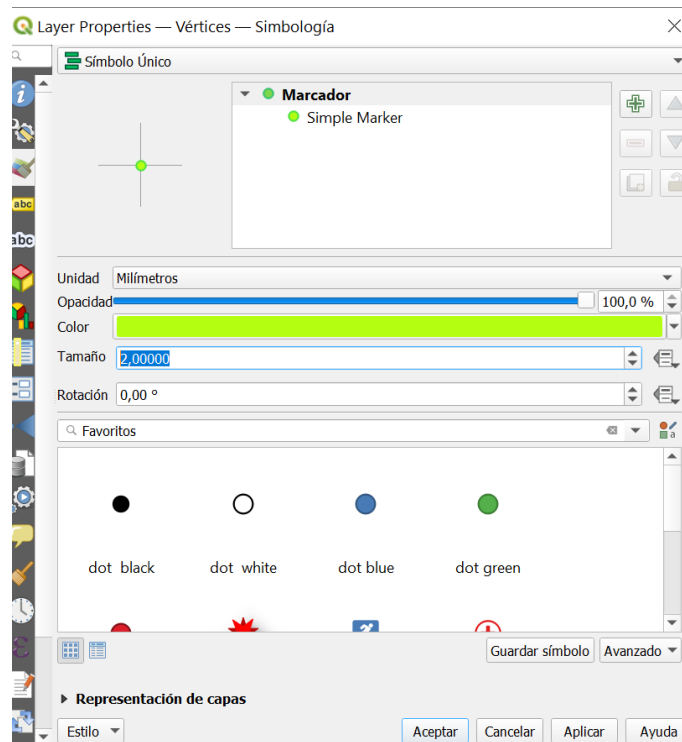 Layer Properties — Vértices — Simbología
Símbolo Único
Marcador
Simple Marker
abc
abc
Unidad Milímetros
Opacidad 100,0 %
Color
Tamaño 2,00000
Rotación 0,00 °
Favoritos
a
dot black dot white dot blue dot green
Guardar símbolo Avanzado
Representación de capas
Estilo Aceptar Cancelar Aplicar Ayuda